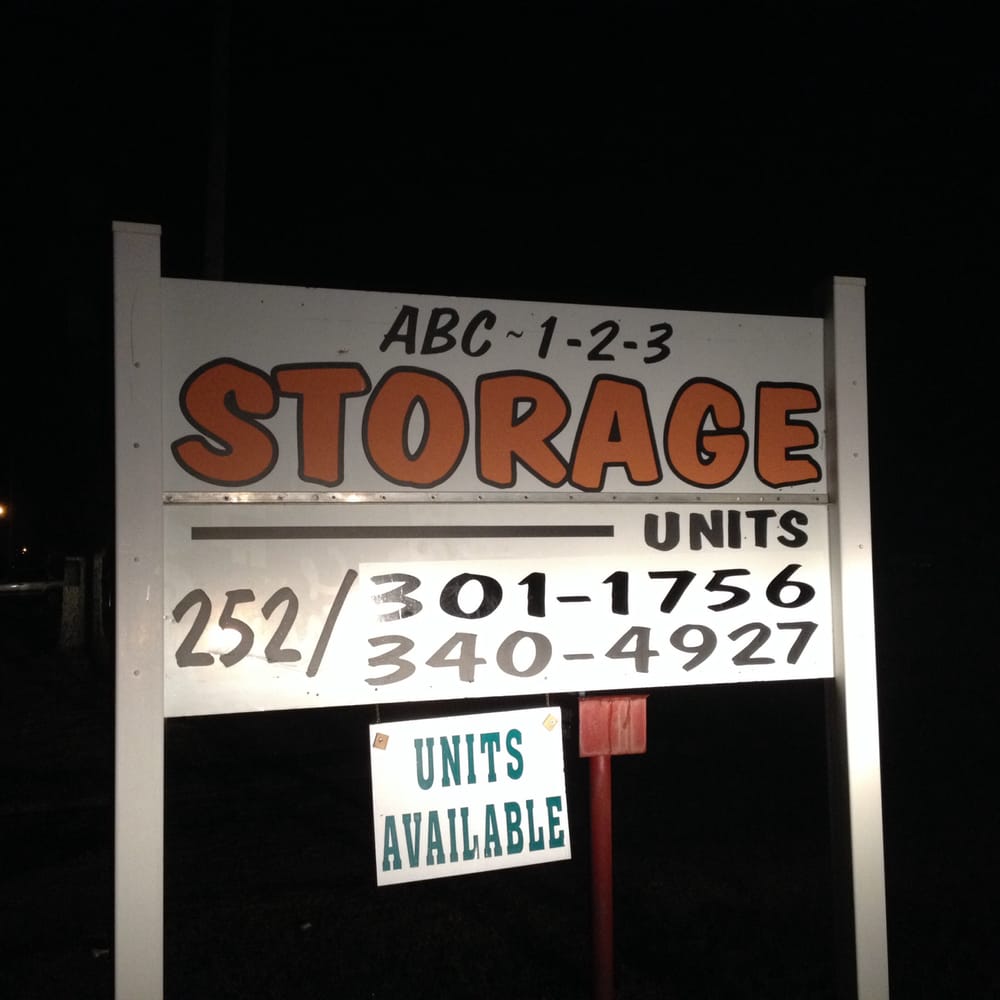 ABC ~ 1-2-3
STORAGE
UNITS
252/ 301-1756
340-4927
UNITS
AVAILABLE